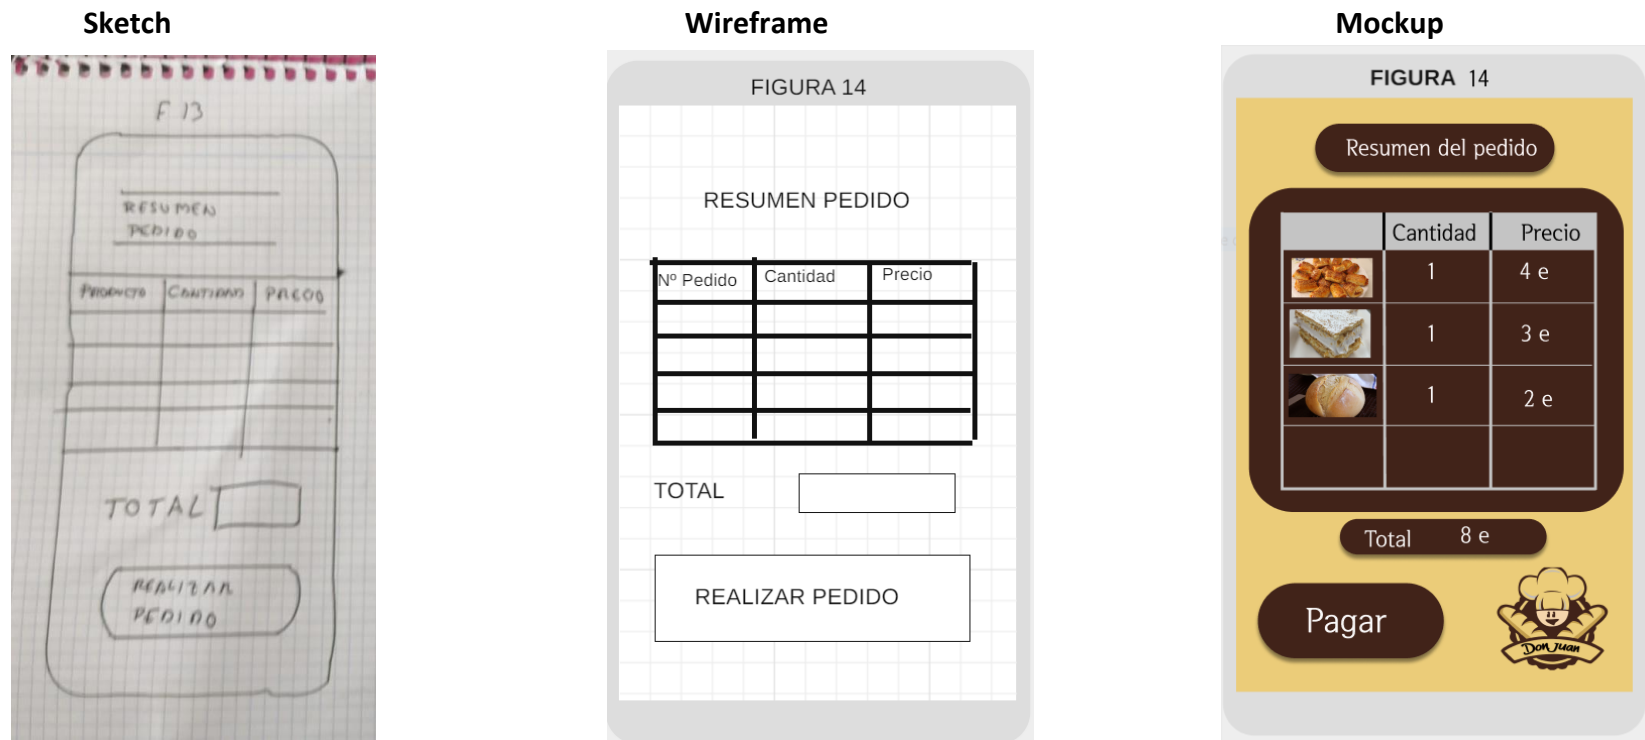 Sketch
Wireframe
Mockup
F 13
RESUMEN
PEDIDO
PRODUCTO CANTIDAD PRECIO
TOTAL
REALIZAR
PEDIDO
FIGURA 14
RESUMEN PEDIDO
Nº Pedido Cantidad Precio
TOTAL
REALIZAR PEDIDO
FIGURA 14
Resumen del pedido
Cantidad Precio
1 4 e
1 3 e
1 2 e
Total 8 e
Pagar
Don Juan